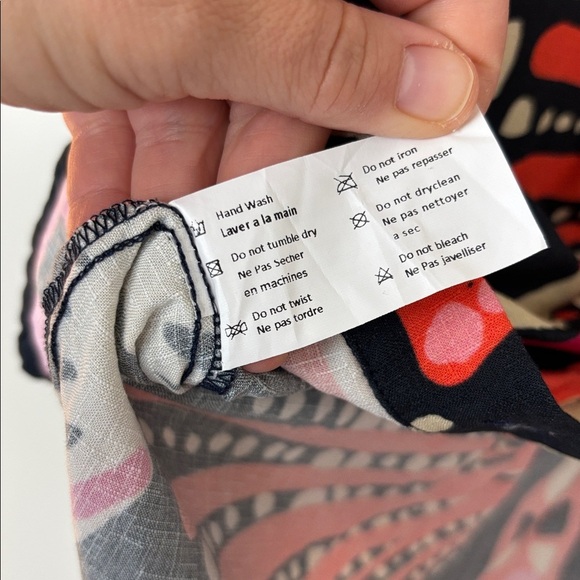 Hand Wash
Laver a la main
Do not tumble dry
Ne Pas Secher
en machines
Do not twist
Ne pas tordre
Do not iron
Ne pas repasser
Do not dryclean
Ne pas nettoyer
a sec
Do not bleach
Ne Pas javelliser